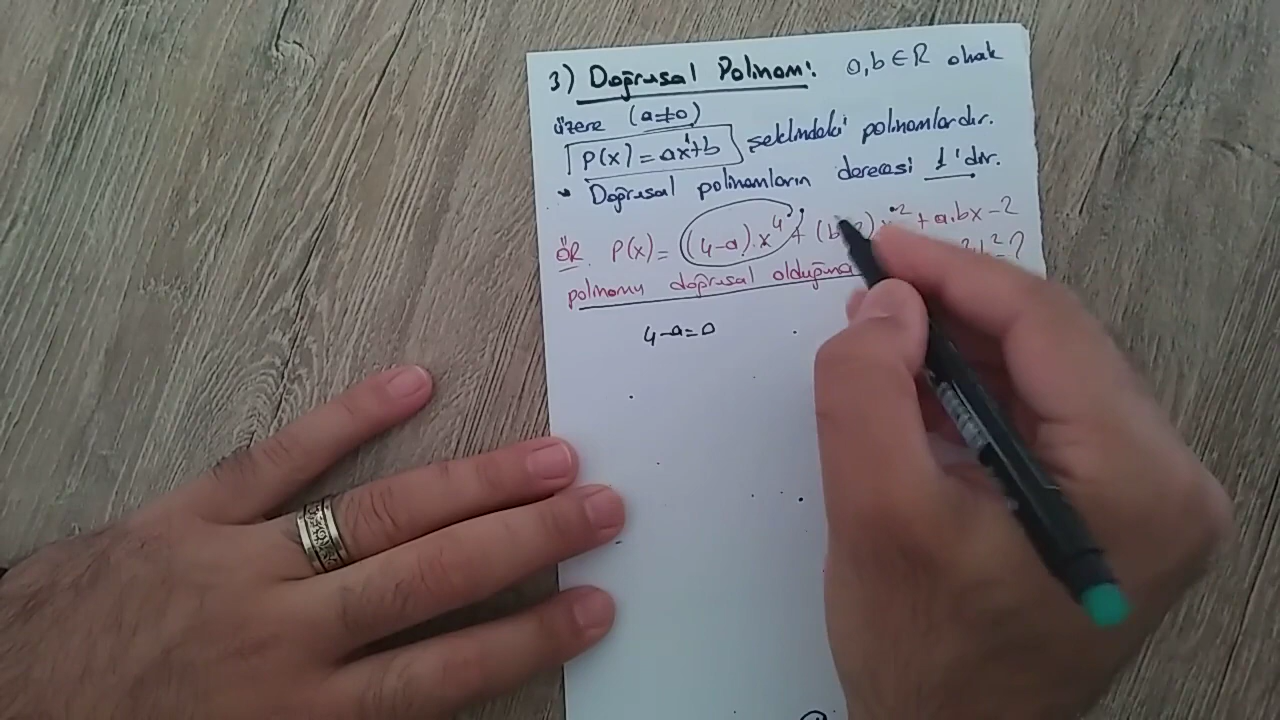 3) Doğrusal Polinom: a,b ∈ R olmak
üzere (a≠0)
P(x) = ax¹+b şeklindeki polinomlardır.
• Doğrusal polinomların derecesi 1'dir.
ÖR. P(x) = (4-a).x⁴ + (b x² + a.bx - 2
polinomu doğrusal olduğuna
4-a=0